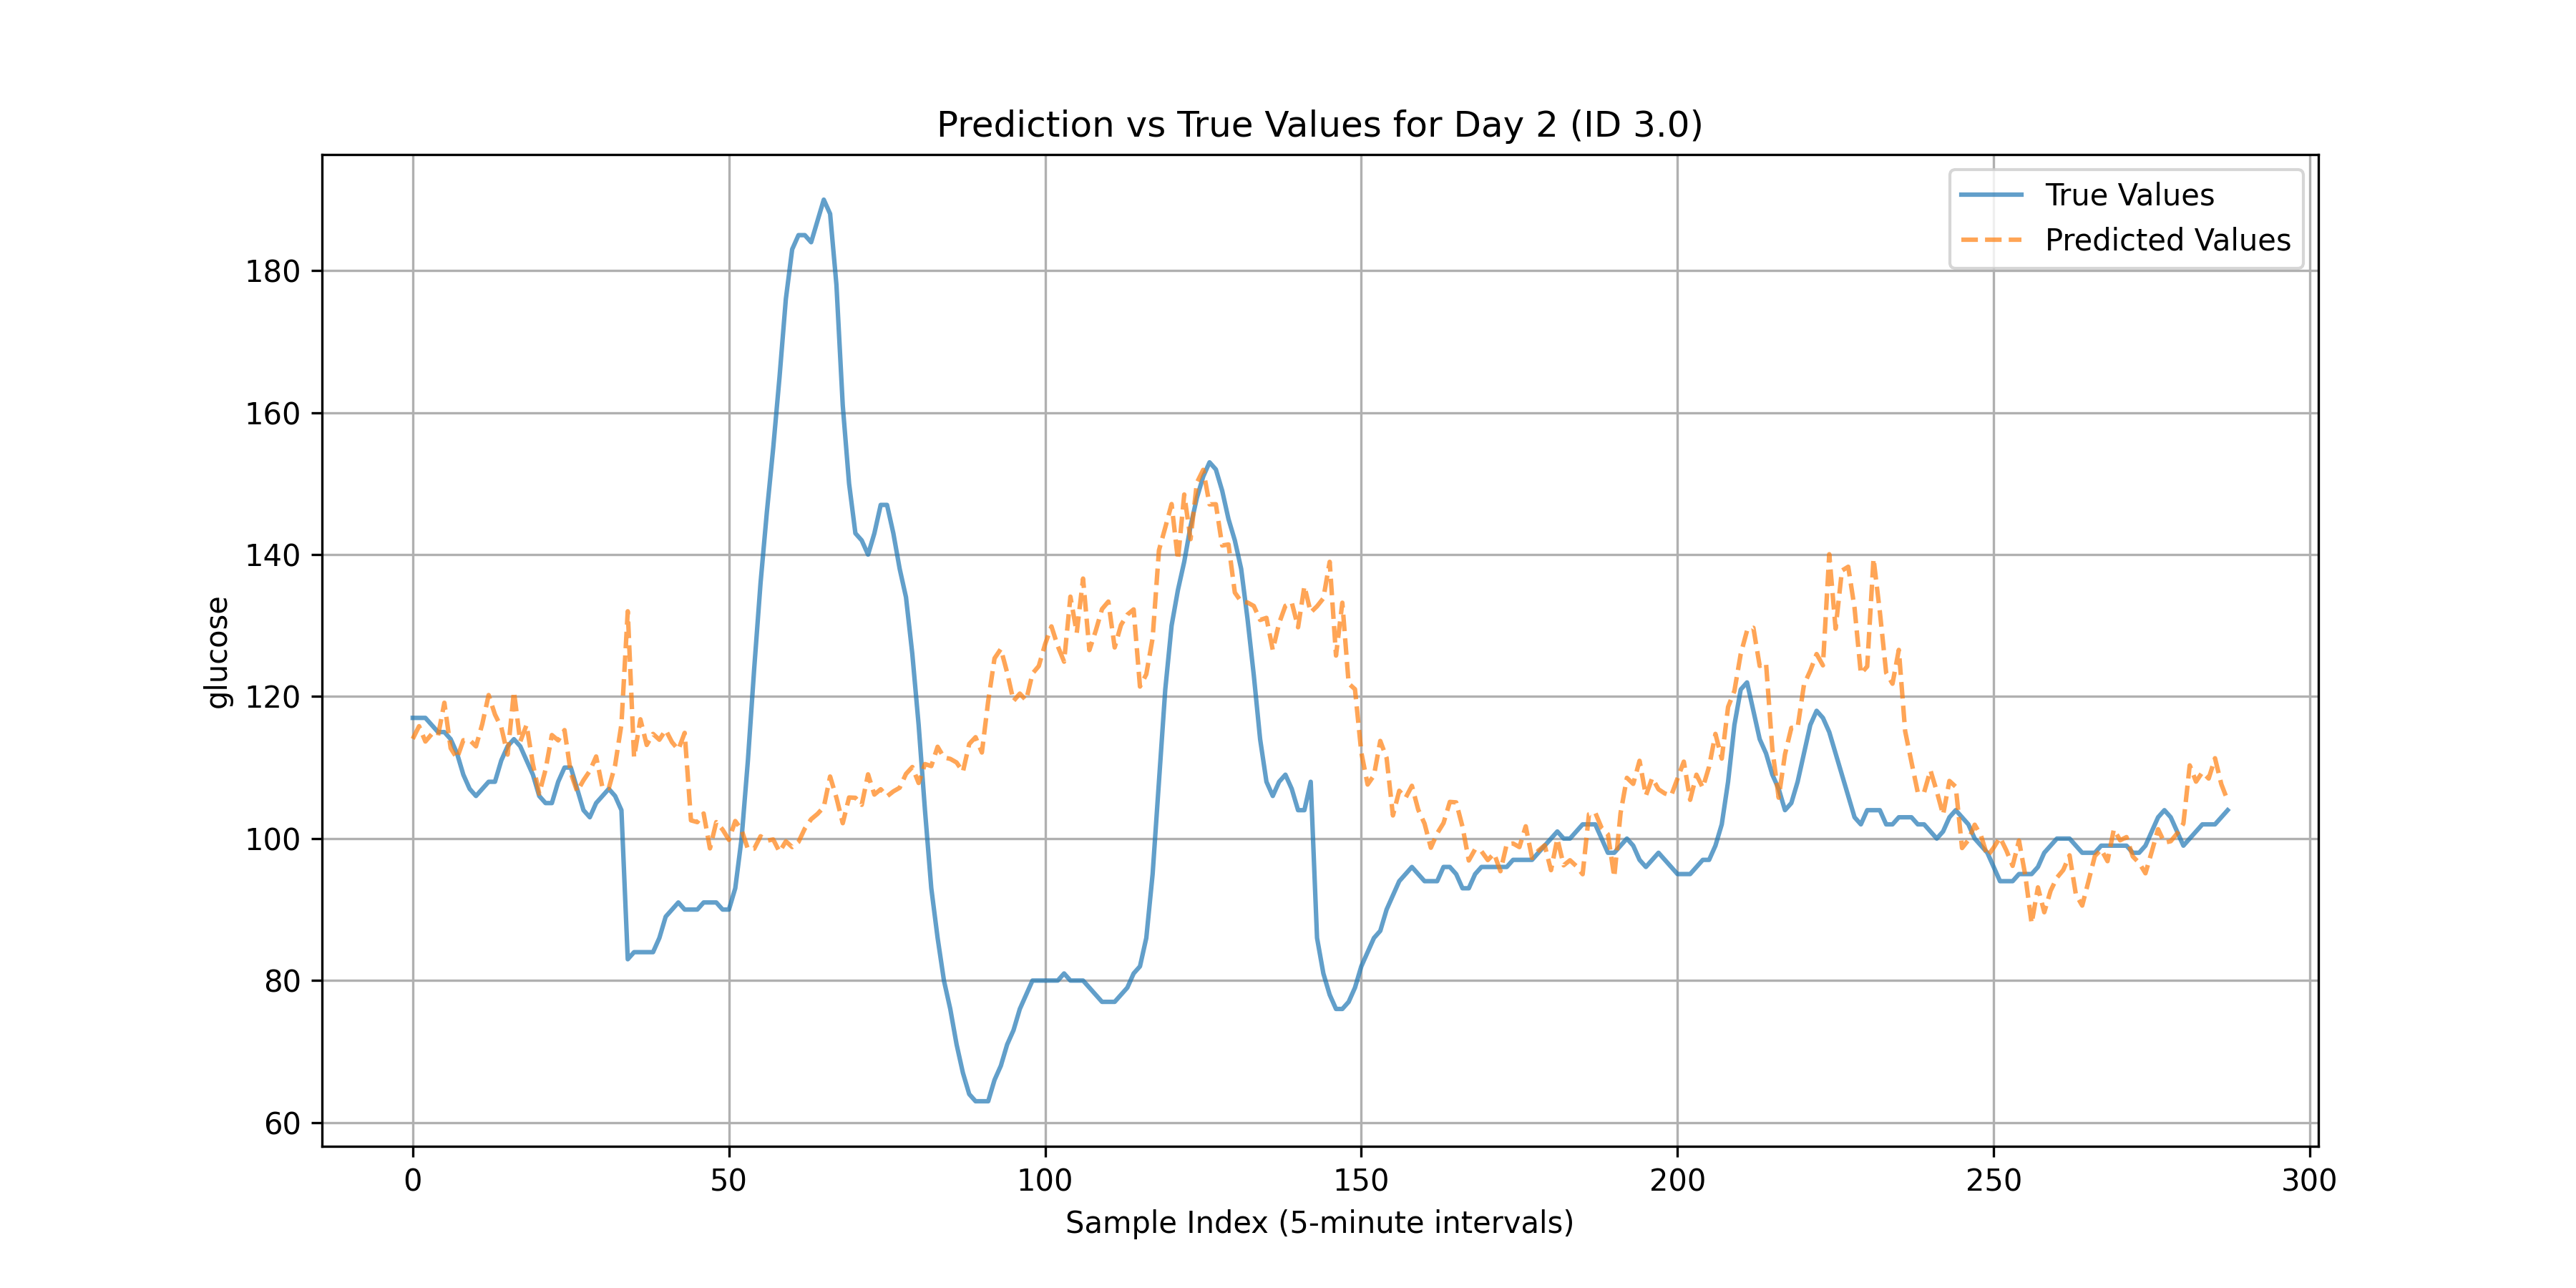 Prediction vs True Values for Day 2 (ID 3.0)
True Values
Predicted Values
glucose
180
160
140
120
100
80
60
0 50 100 150 200 250 300
Sample Index (5-minute intervals)